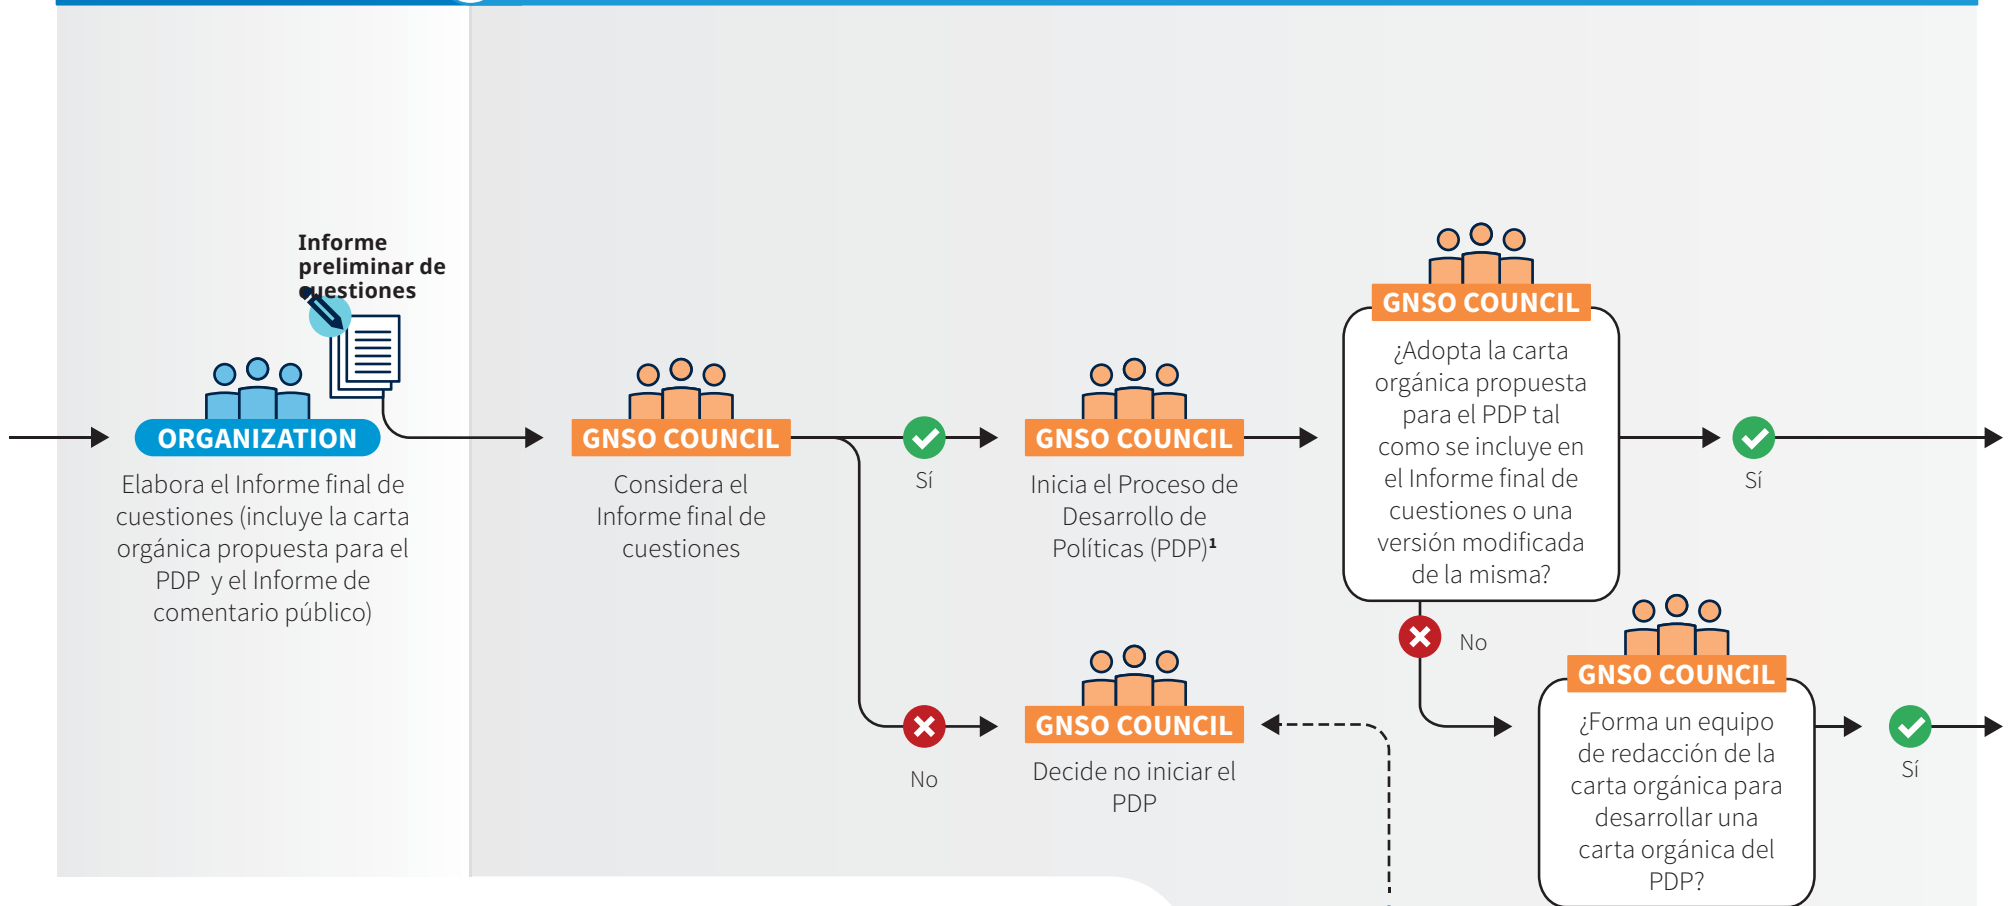 Informe
preliminar de
cuestiones
ORGANIZATION
Elabora el Informe final de
cuestiones (incluye la carta
orgánica propuesta para el
PDP y el Informe de
comentario público)
GNSO COUNCIL
Considera el
Informe final de
cuestiones
Sí
No
GNSO COUNCIL
Inicia el Proceso de
Desarrollo de
Políticas (PDP)¹
GNSO COUNCIL
Decide no iniciar el
PDP
GNSO COUNCIL
¿Adopta la carta
orgánica propuesta
para el PDP tal
como se incluye en
el Informe final de
cuestiones o una
versión modificada
de la misma?
Sí
No
GNSO COUNCIL
¿Forma un equipo
de redacción de la
carta orgánica para
desarrollar una
carta orgánica del
PDP?
Sí